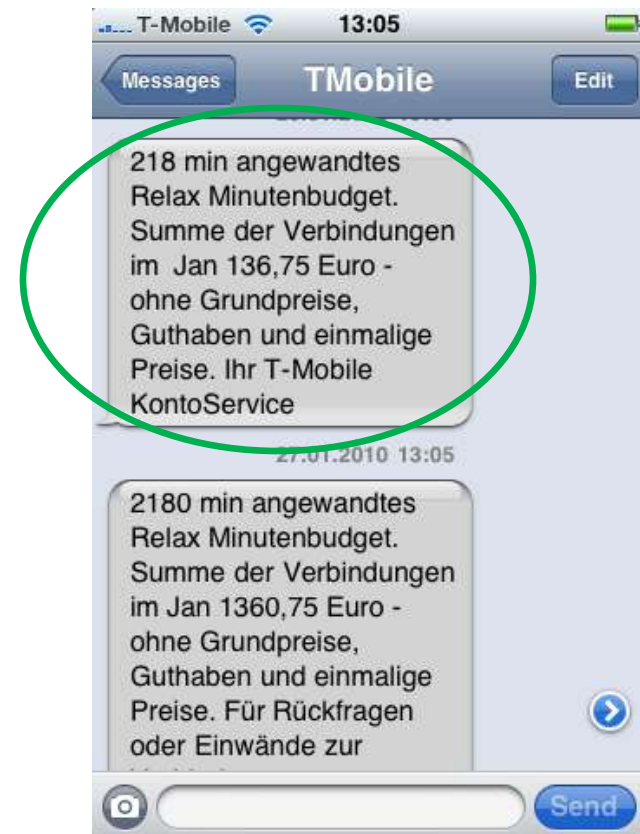 T-Mobile 13:05
Messages TMobile Edit
218 min angewandtes
Relax Minutenbudget.
Summe der Verbindungen
im Jan 136,75 Euro -
ohne Grundpreise,
Guthaben und einmalige
Preise. Ihr T-Mobile
KontoService
27.01.2010 13:05
2180 min angewandtes
Relax Minutenbudget.
Summe der Verbindungen
im Jan 1360,75 Euro -
ohne Grundpreise,
Guthaben und einmalige
Preise. Für Rückfragen
oder Einwände zur
Send